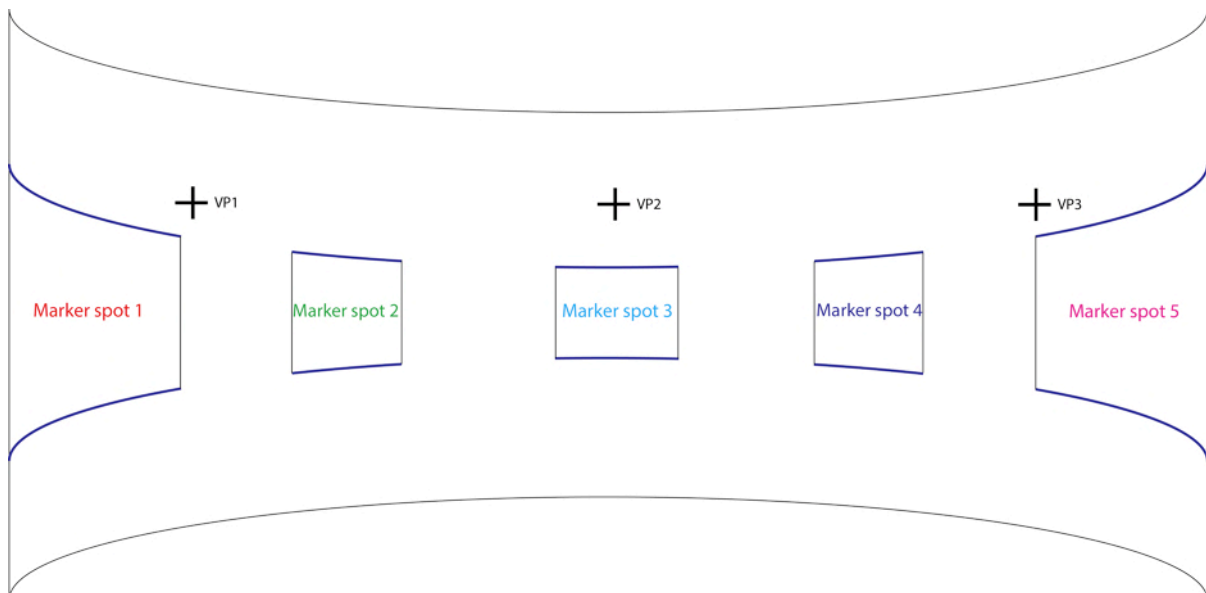 VP1
VP2
VP3
Marker spot 1
Marker spot 2
Marker spot 3
Marker spot 4
Marker spot 5